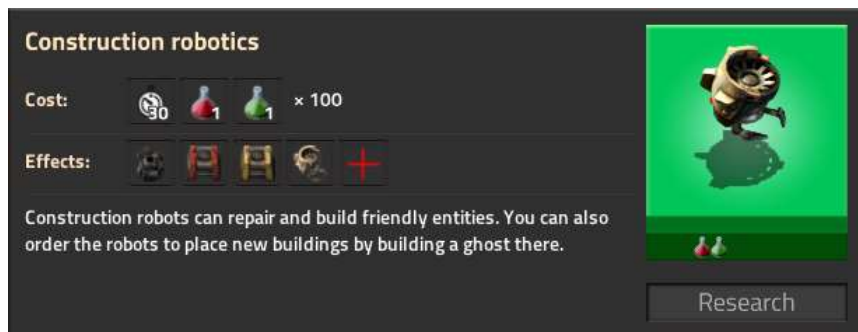 Construction robotics
Cost: 30 1 1 × 100
Effects:
Construction robots can repair and build friendly entities. You can also
order the robots to place new buildings by building a ghost there.
Research